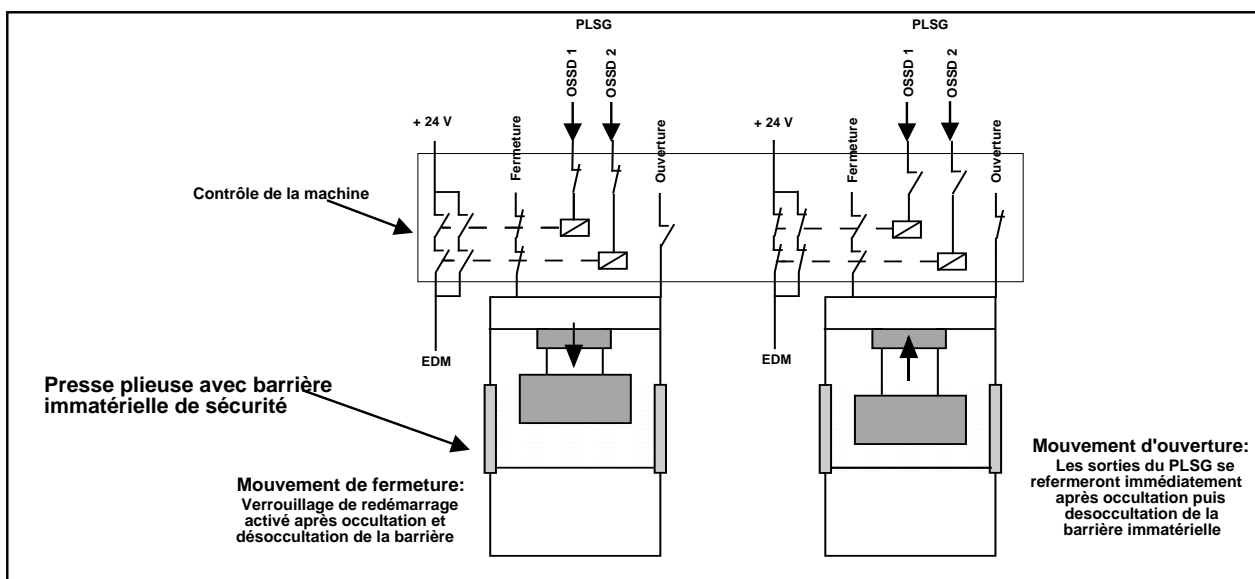 PLSG
PLSG
OSSD 1
OSSD 2
OSSD 1
OSSD 2
+ 24 V
Fermeture
Ouverture
+ 24 V
Fermeture
Ouverture
Contrôle de la machine
EDM
EDM
Presse plieuse avec barrière
immatérielle de sécurité
Mouvement de fermeture:
Verrouillage de redémarrage
activé après occultation et
désoccultation de la barrière
Mouvement d'ouverture:
Les sorties du PLSG se
refermeront immédiatement
après occultation puis
desoccultation de la
barrière immatérielle